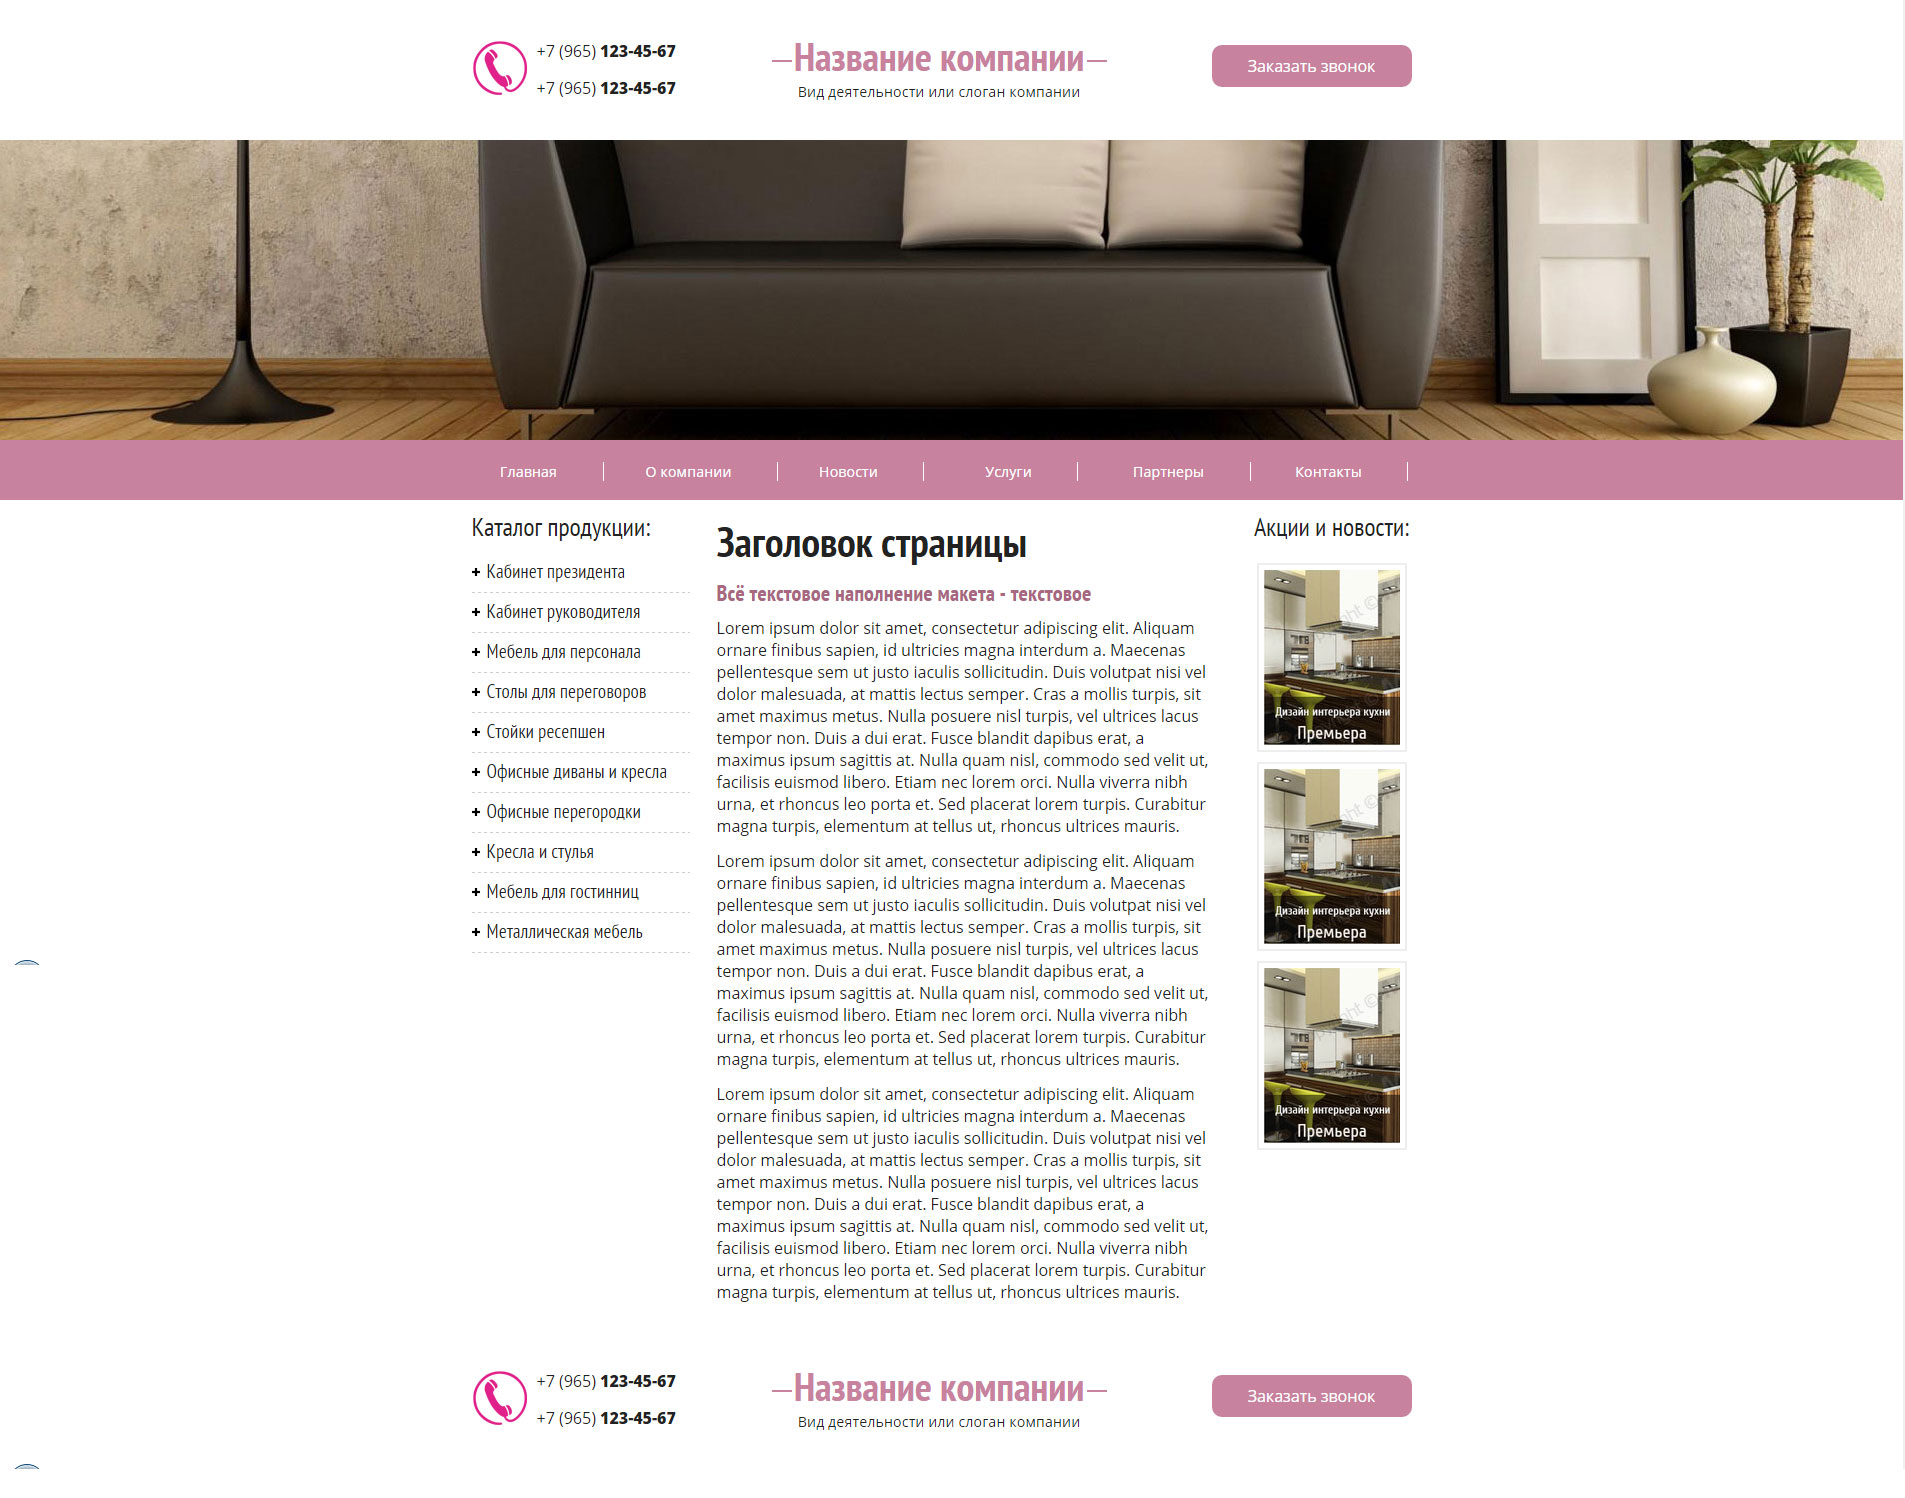 +7 (965) 123-45-67
+7 (965) 123-45-67
Название компании
Вид деятельности или слоган компании
Заказать звонок
Главная
О компании
Новости
Услуги
Партнеры
Контакты
Каталог продукции:
Кабинет президента
Кабинет руководителя
Мебель для персонала
Столы для переговоров
Стойки ресепшен
Офисные диваны и кресла
Офисные перегородки
Кресла и стулья
Мебель для гостинниц
Металлическая мебель
Заголовок страницы
Всё текстовое наполнение макета - текстовое
Lorem ipsum dolor sit amet, consectetur adipiscing elit. Aliquam
ornare finibus sapien, id ultricies magna interdum a. Maecenas
pellentesque sem ut justo iaculis sollicitudin. Duis volutpat nisi vel
dolor malesuada, at mattis lectus semper. Cras a mollis turpis, sit
amet maximus metus. Nulla posuere nisl turpis, vel ultrices lacus
tempor non. Duis a dui erat. Fusce blandit dapibus erat, a
maximus ipsum sagittis at. Nulla quam nisl, commodo sed velit ut,
facilisis euismod libero. Etiam nec lorem orci. Nulla viverra nibh
urna, et rhoncus leo porta et. Sed placerat lorem turpis. Curabitur
magna turpis, elementum at tellus ut, rhoncus ultrices mauris.
Lorem ipsum dolor sit amet, consectetur adipiscing elit. Aliquam
ornare finibus sapien, id ultricies magna interdum a. Maecenas
pellentesque sem ut justo iaculis sollicitudin. Duis volutpat nisi vel
dolor malesuada, at mattis lectus semper. Cras a mollis turpis, sit
amet maximus metus. Nulla posuere nisl turpis, vel ultrices lacus
tempor non. Duis a dui erat. Fusce blandit dapibus erat, a
maximus ipsum sagittis at. Nulla quam nisl, commodo sed velit ut,
facilisis euismod libero. Etiam nec lorem orci. Nulla viverra nibh
urna, et rhoncus leo porta et. Sed placerat lorem turpis. Curabitur
magna turpis, elementum at tellus ut, rhoncus ultrices mauris.
Lorem ipsum dolor sit amet, consectetur adipiscing elit. Aliquam
ornare finibus sapien, id ultricies magna interdum a. Maecenas
pellentesque sem ut justo iaculis sollicitudin. Duis volutpat nisi vel
dolor malesuada, at mattis lectus semper. Cras a mollis turpis, sit
amet maximus metus. Nulla posuere nisl turpis, vel ultrices lacus
tempor non. Duis a dui erat. Fusce blandit dapibus erat, a
maximus ipsum sagittis at. Nulla quam nisl, commodo sed velit ut,
facilisis euismod libero. Etiam nec lorem orci. Nulla viverra nibh
urna, et rhoncus leo porta et. Sed placerat lorem turpis. Curabitur
magna turpis, elementum at tellus ut, rhoncus ultrices mauris.
Акции и новости:
Дизайн интерьера кухни
Премьера
Дизайн интерьера кухни
Премьера
Дизайн интерьера кухни
Премьера
+7 (965) 123-45-67
+7 (965) 123-45-67
Название компании
Вид деятельности или слоган компании
Заказать звонок